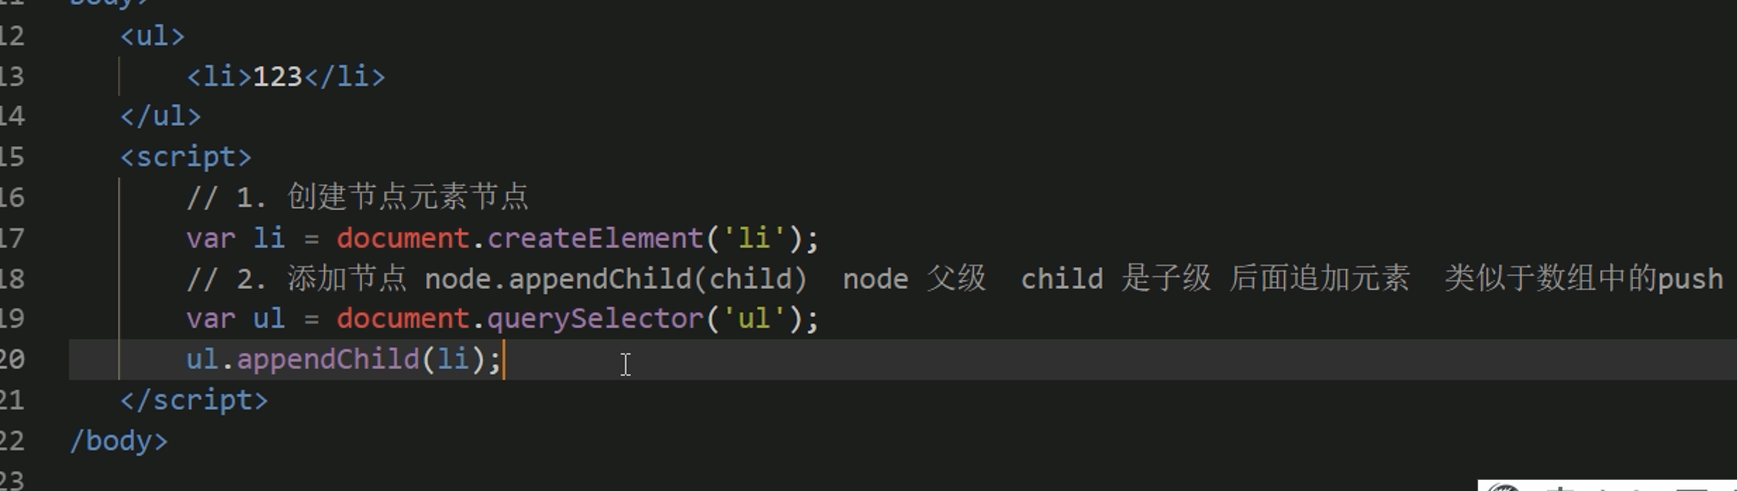 body>
12 <ul>
13 <li>123</li>
14 </ul>
15 <script>
16 // 1. 创建节点元素节点
17 var li = document.createElement('li');
18 // 2. 添加节点 node.appendChild(child) node 父级 child 是子级 后面追加元素 类似于数组中的push
19 var ul = document.querySelector('ul');
20 ul.appendChild(li);
21 </script>
22 /body>
23